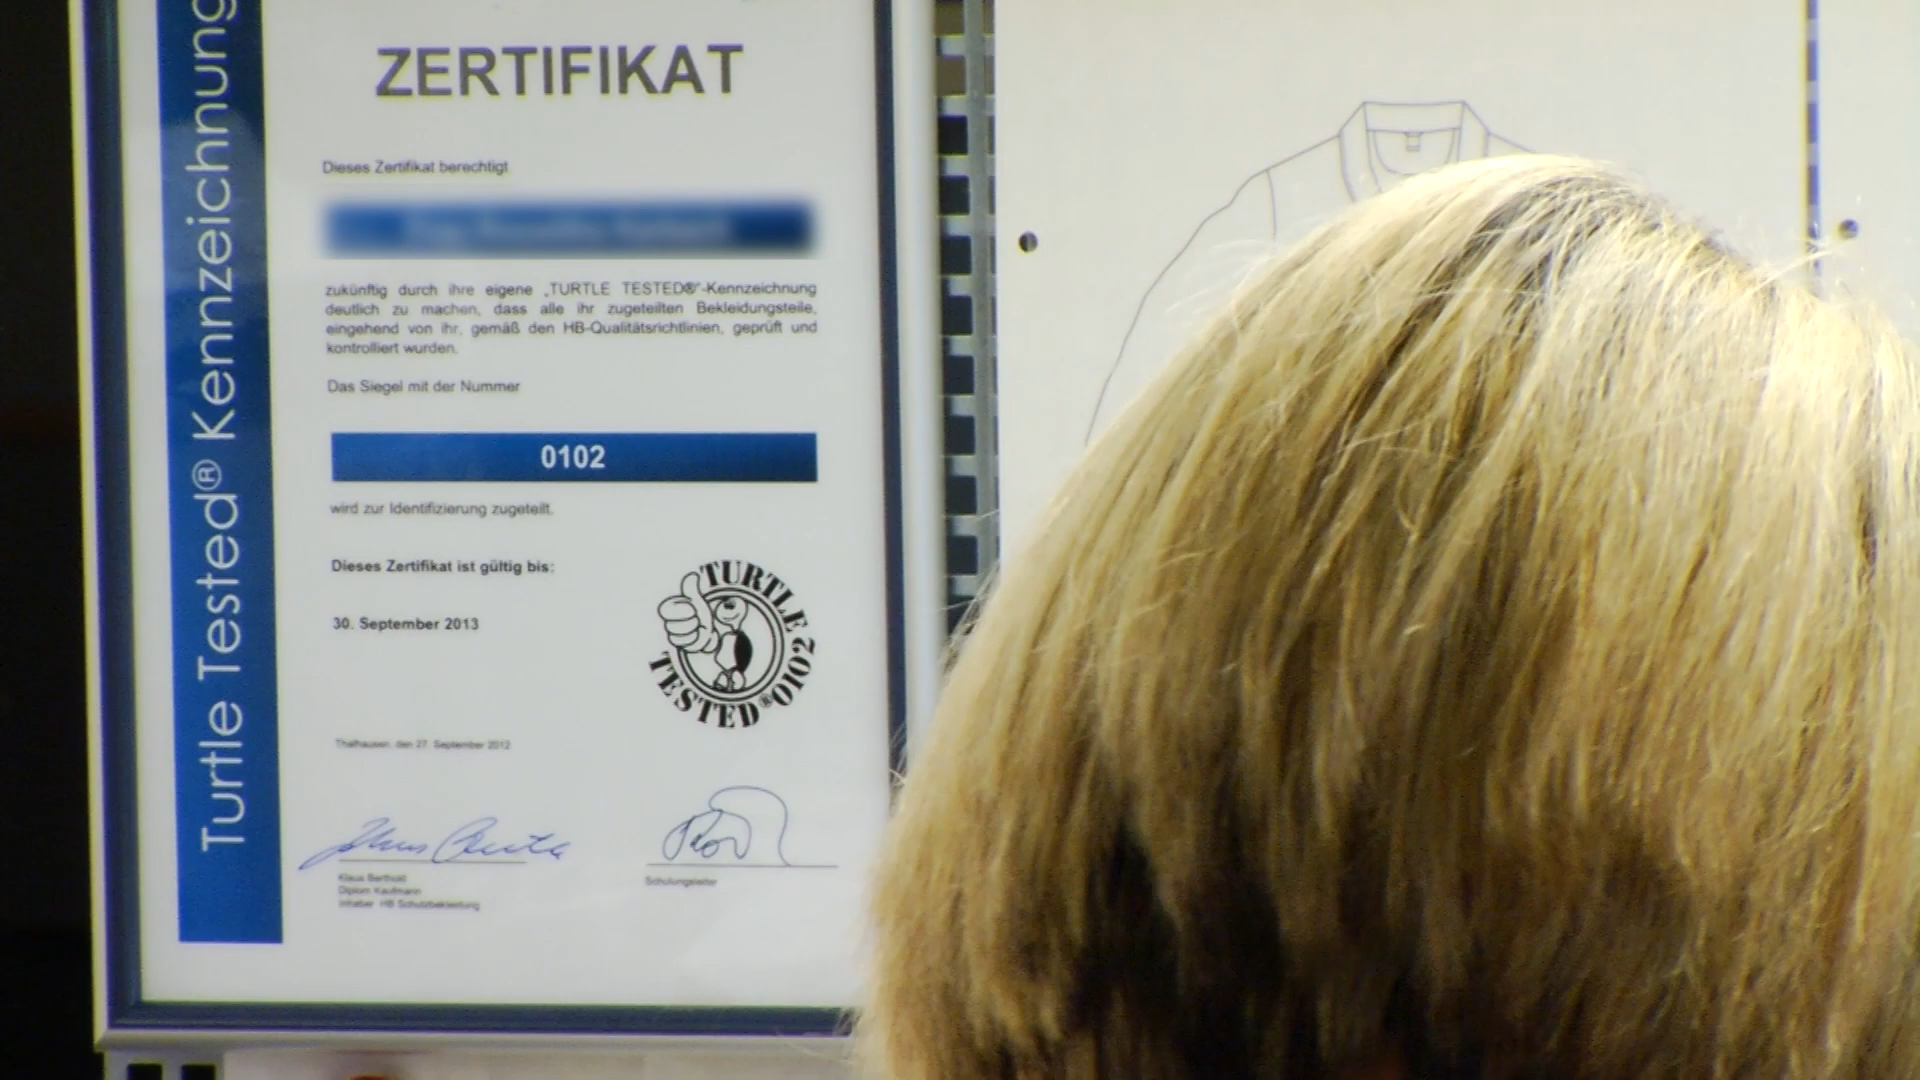 Turtle Tested® Kennzeichnung
ZERTIFIKAT
Dieses Zertifikat berechtigt
zukünftig durch ihre eigene „TURTLE TESTED®"-Kennzeichnung
deutlich zu machen, dass alle ihr zugeteilten Bekleidungsteile,
eingehend von ihr, gemäß den HB-Qualitätsrichtlinien, geprüft und
kontrolliert wurden.
Das Siegel mit der Nummer
0102
wird zur Identifizierung zugeteilt.
Dieses Zertifikat ist gültig bis:
30. September 2013
TURTLE
TESTED®0102
Thalhausen, den 27. September 2012
Klaus Berthold
Diplom Kaufmann
Inhaber HB Schutzbekleidung
Schulungsleiter